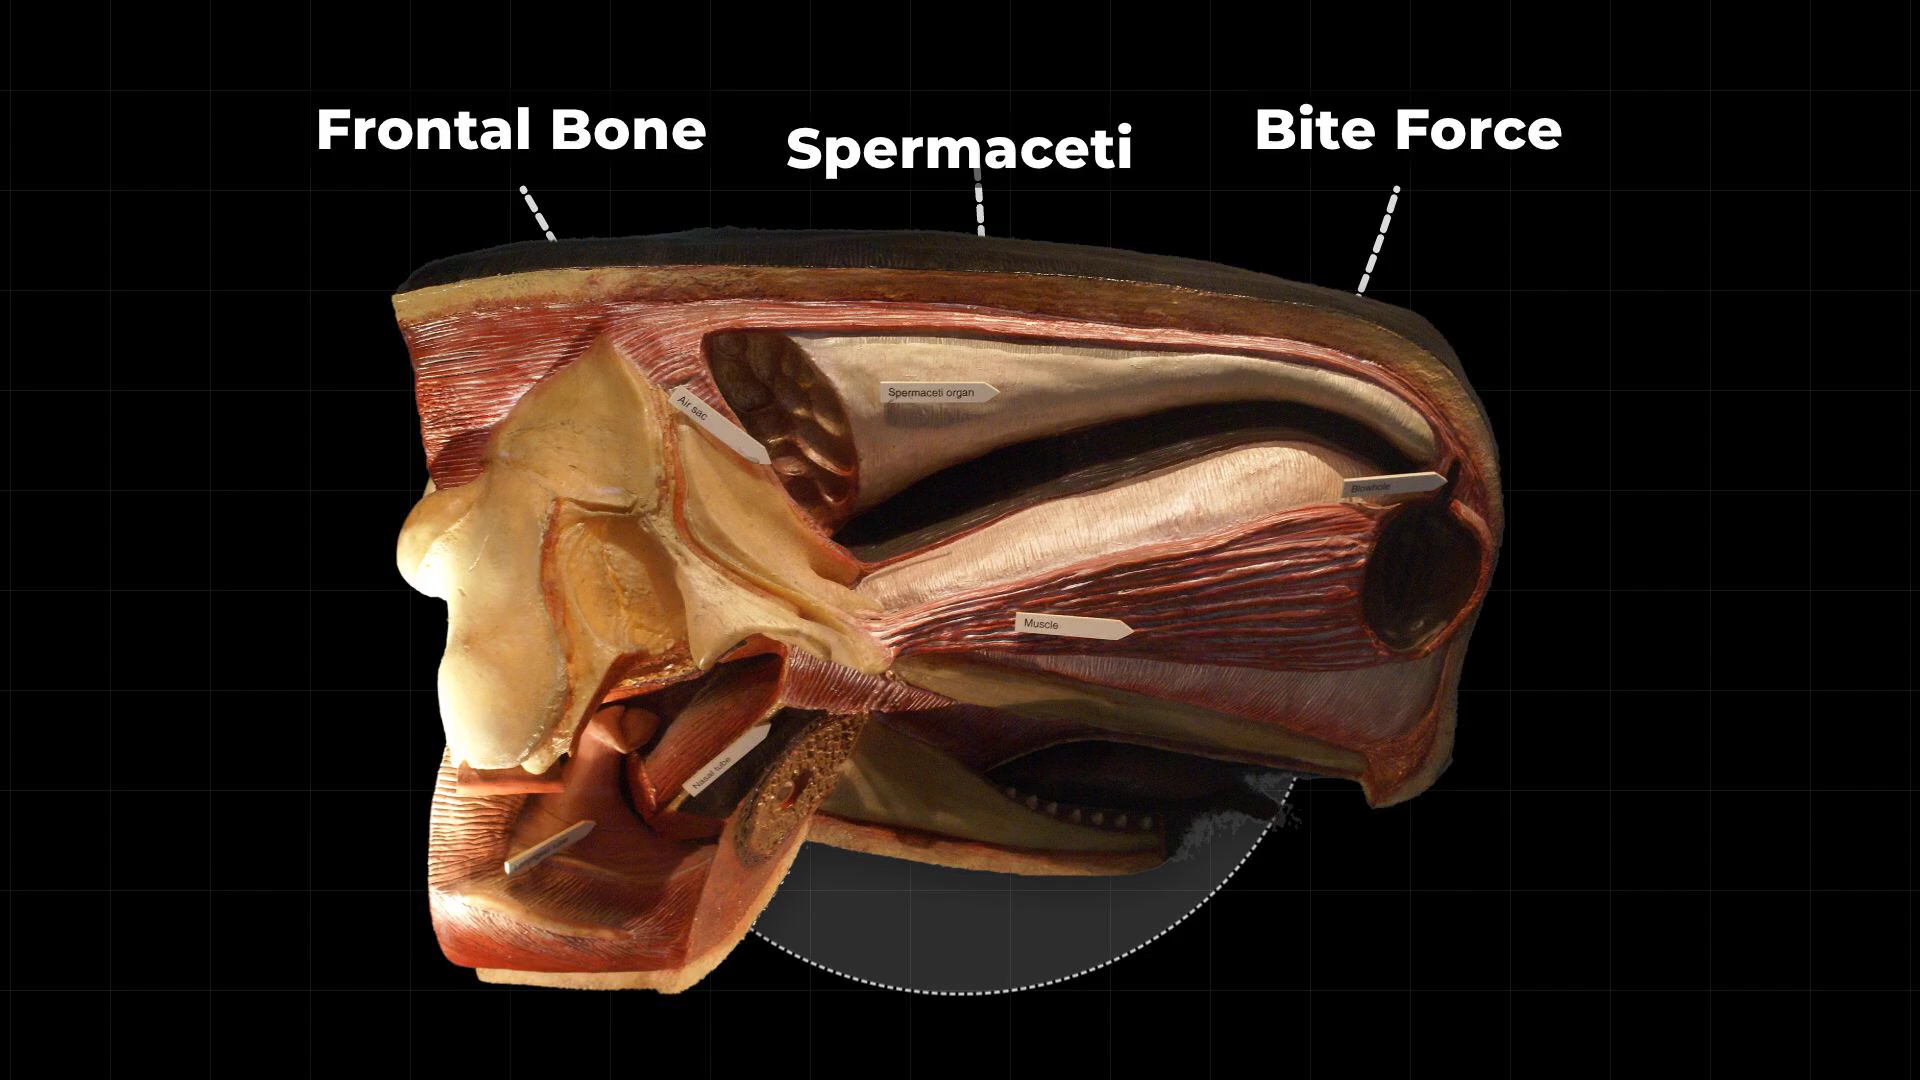 Frontal Bone
Spermaceti
Bite Force
Spermaceti organ
Air sac
Blowhole
Muscle
Nasal tube